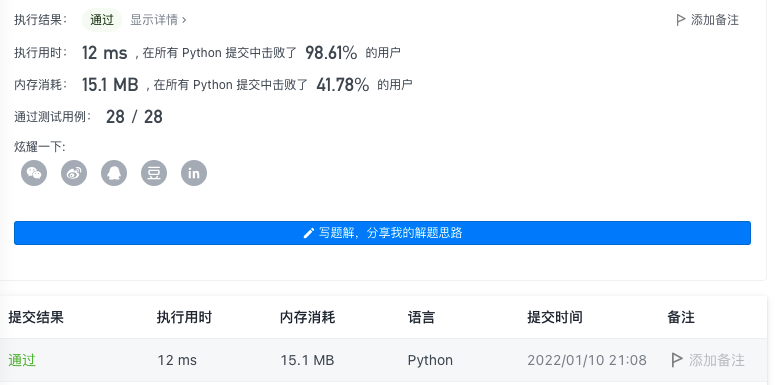 执行结果： 通过 显示详情 > 添加备注
执行用时： 12 ms , 在所有 Python 提交中击败了 98.61% 的用户
内存消耗： 15.1 MB , 在所有 Python 提交中击败了 41.78% 的用户
通过测试用例： 28 / 28
炫耀一下:
豆 in
写题解，分享我的解题思路
提交结果 执行用时 内存消耗 语言 提交时间 备注
通过 12 ms 15.1 MB Python 2022/01/10 21:08 添加备注